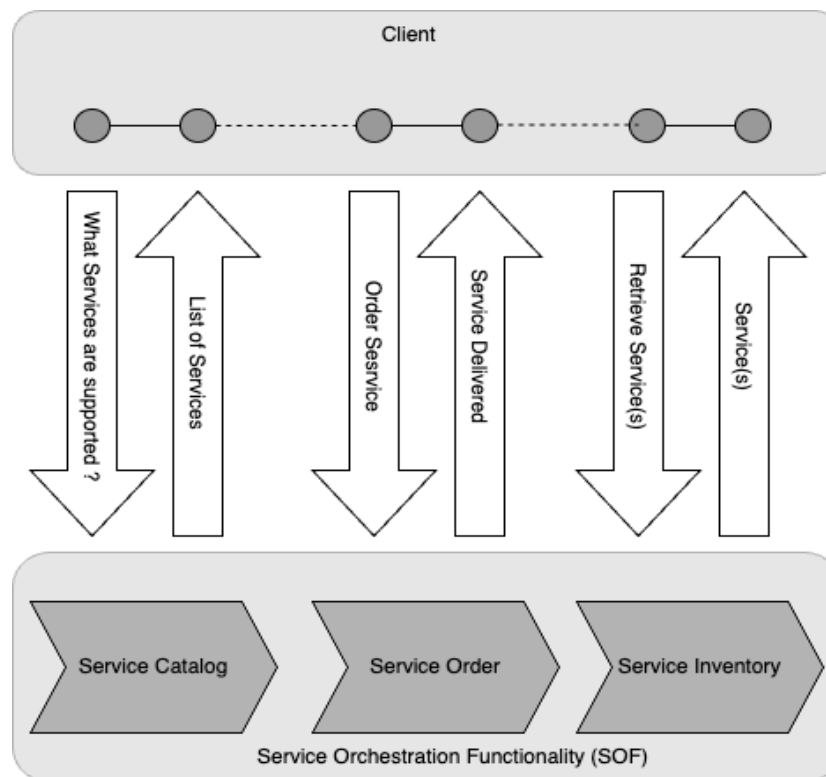 Client
What Services are supported ?
List of Services
Order Sesrvice
Service Delivered
Retrieve Service(s)
Service(s)
Service Catalog
Service Order
Service Inventory
Service Orchestration Functionality (SOF)